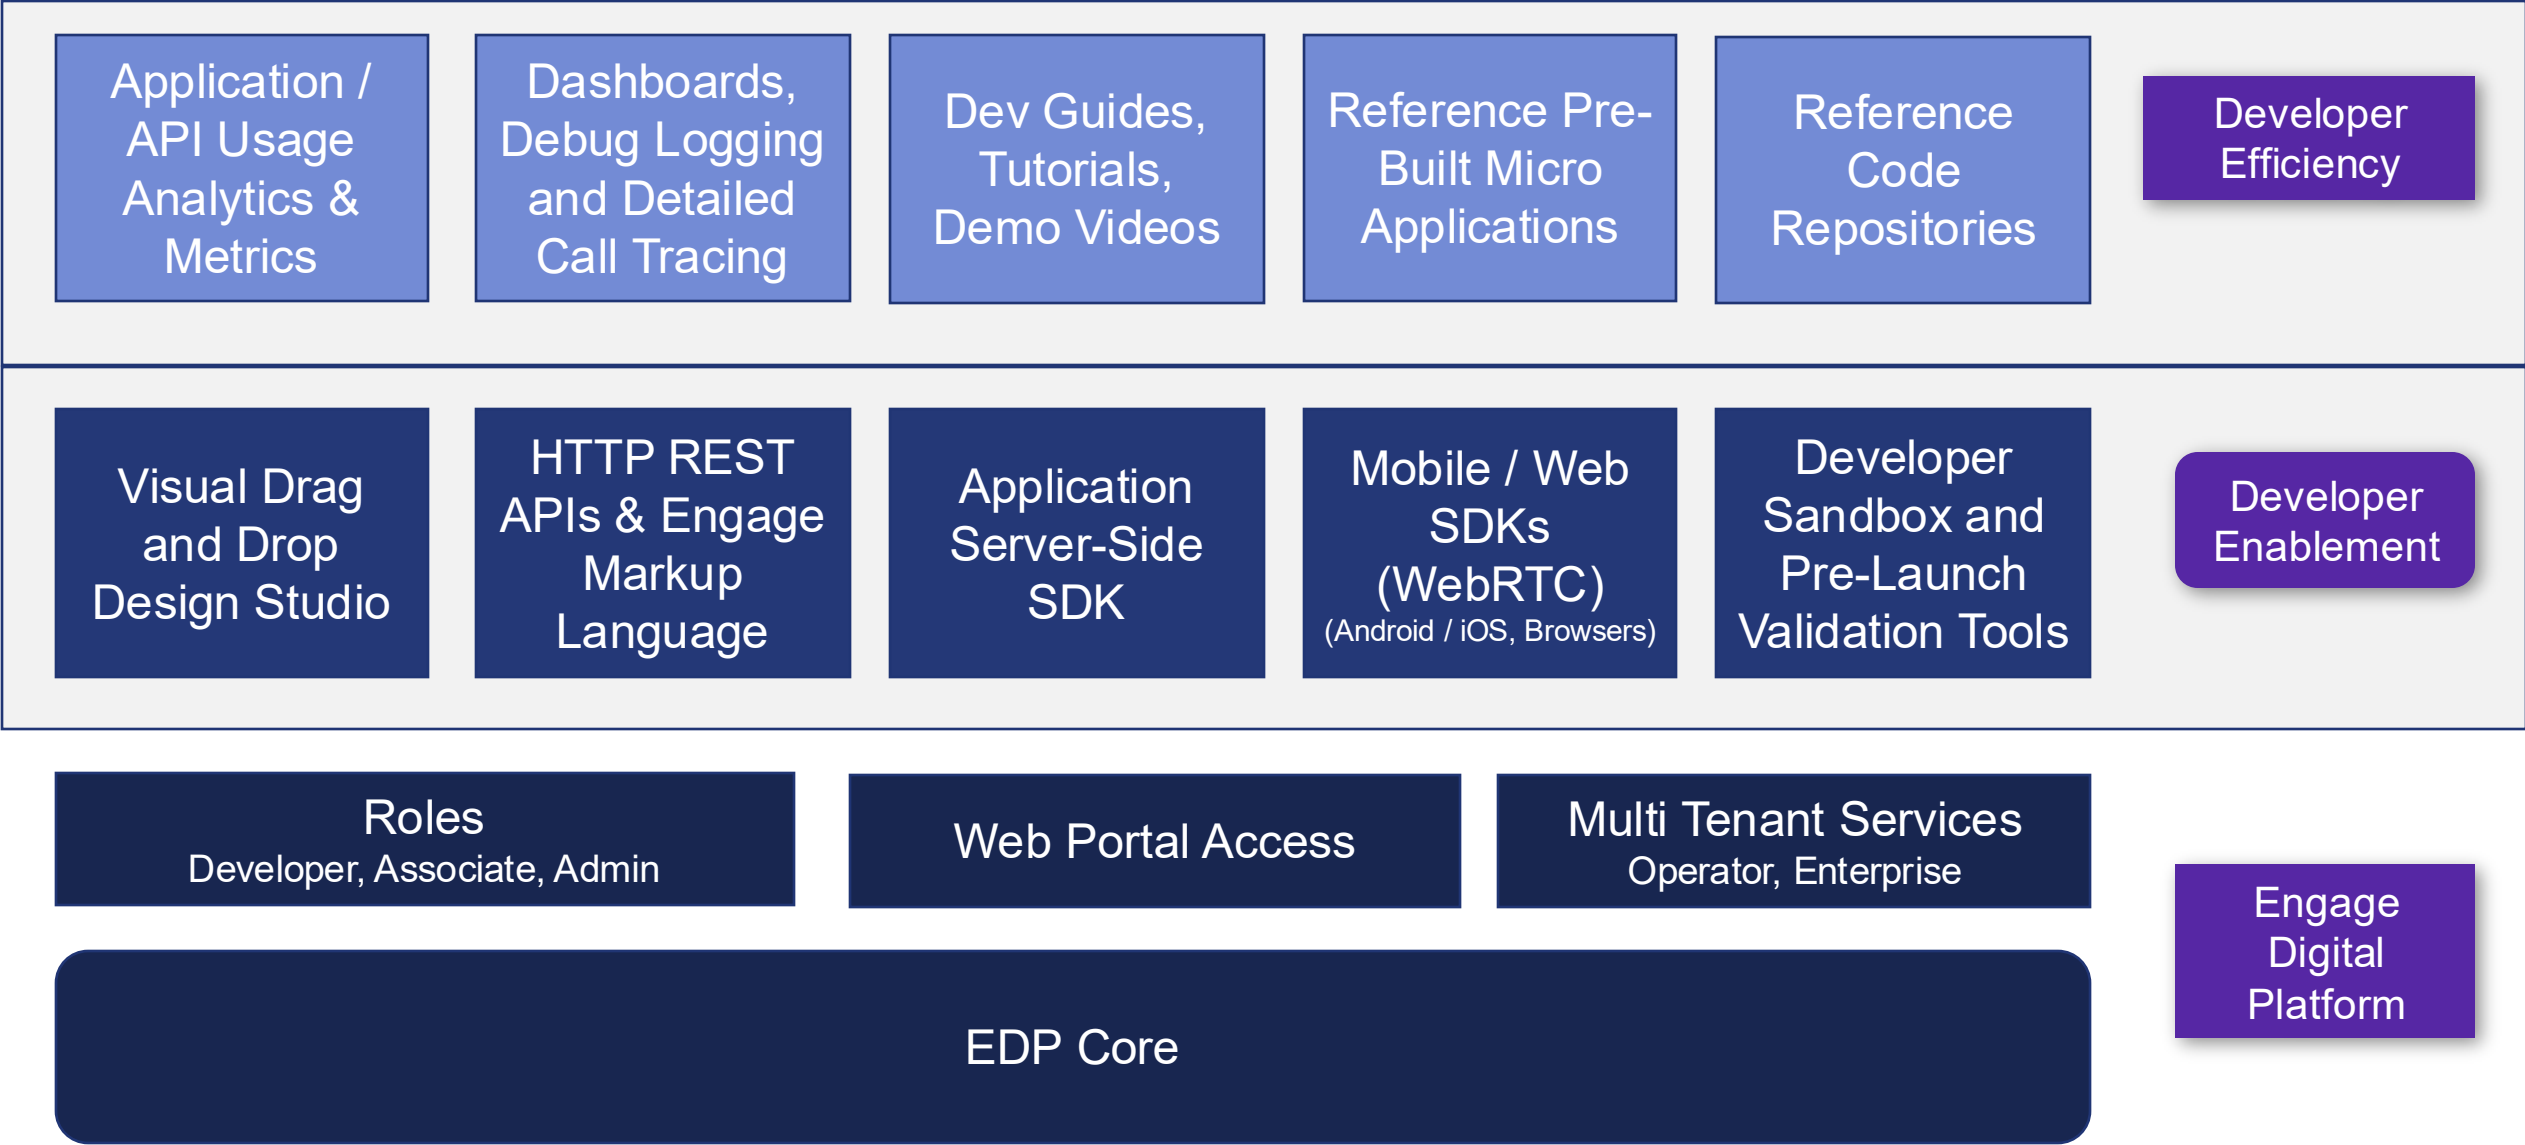 Application /
API Usage
Analytics &
Metrics
Dashboards,
Debug Logging
and Detailed
Call Tracing
Dev Guides,
Tutorials,
Demo Videos
Reference Pre-
Built Micro
Applications
Reference
Code
Repositories
Developer
Efficiency
Visual Drag
and Drop
Design Studio
HTTP REST
APIs & Engage
Markup
Language
Application
Server-Side
SDK
Mobile / Web
SDKs
(WebRTC)
(Android / iOS, Browsers)
Developer
Sandbox and
Pre-Launch
Validation Tools
Developer
Enablement
Roles
Developer, Associate, Admin
Web Portal Access
Multi Tenant Services
Operator, Enterprise
Engage
Digital
Platform
EDP Core